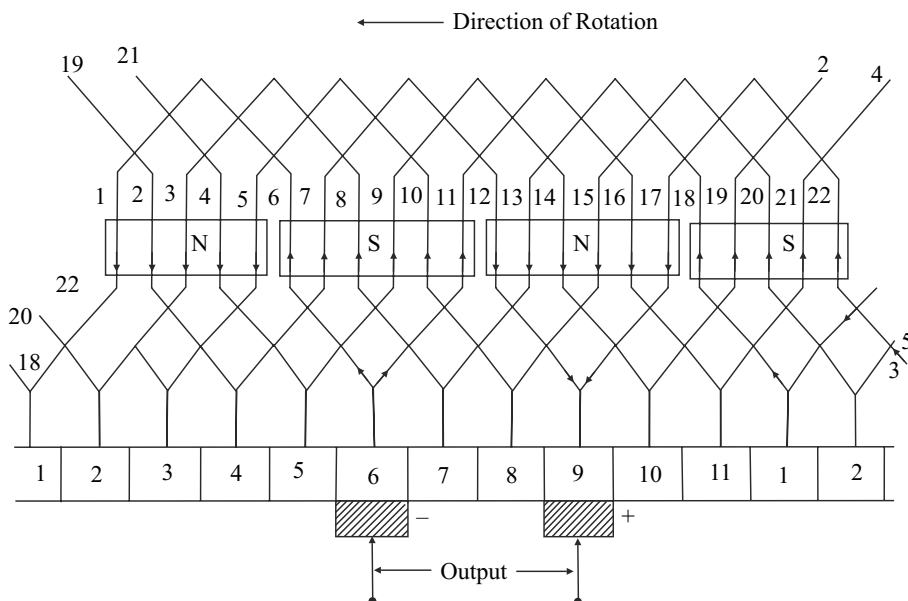 Direction of Rotation
19 21 2 4
1 2 3 4 5 6 7 8 9 10 11 12 13 14 15 16 17 18 19 20 21 22
N S N S
22
20
5
18 3
1 2 3 4 5 6 7 8 9 10 11 1 2
– +
Output